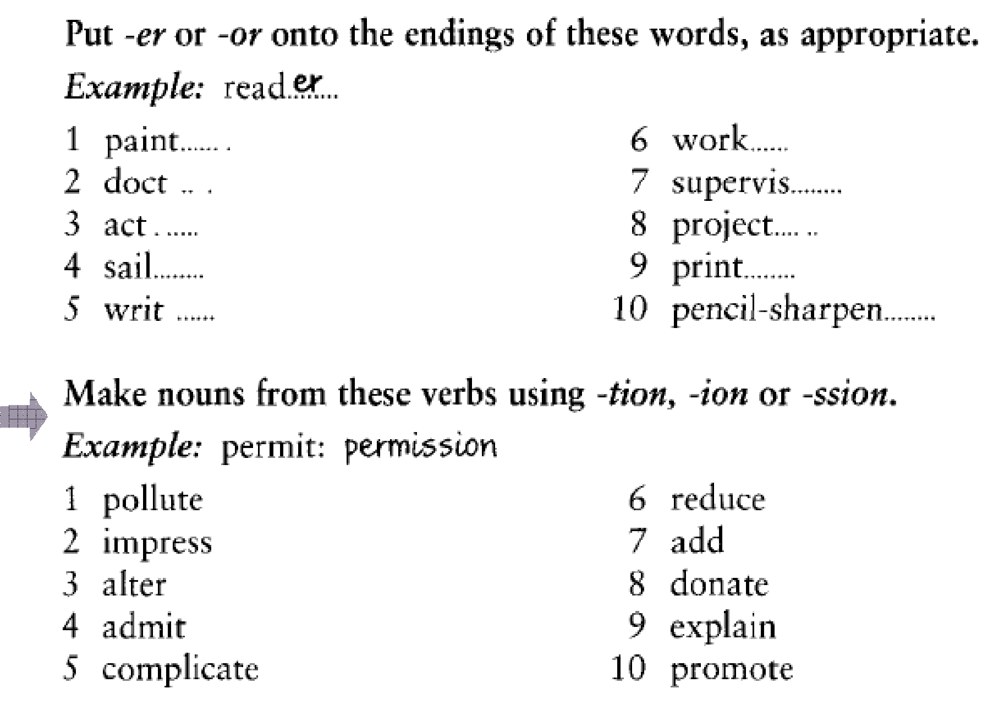 Put -er or -or onto the endings of these words, as appropriate.
Example: read er........
1 paint...... .
2 doct .. .
3 act . .....
4 sail........
5 writ ......
6 work......
7 supervis........
8 project.... ..
9 print........
10 pencil-sharpen........
Make nouns from these verbs using -tion, -ion or -ssion.
Example: permit: permission
1 pollute
2 impress
3 alter
4 admit
5 complicate
6 reduce
7 add
8 donate
9 explain
10 promote